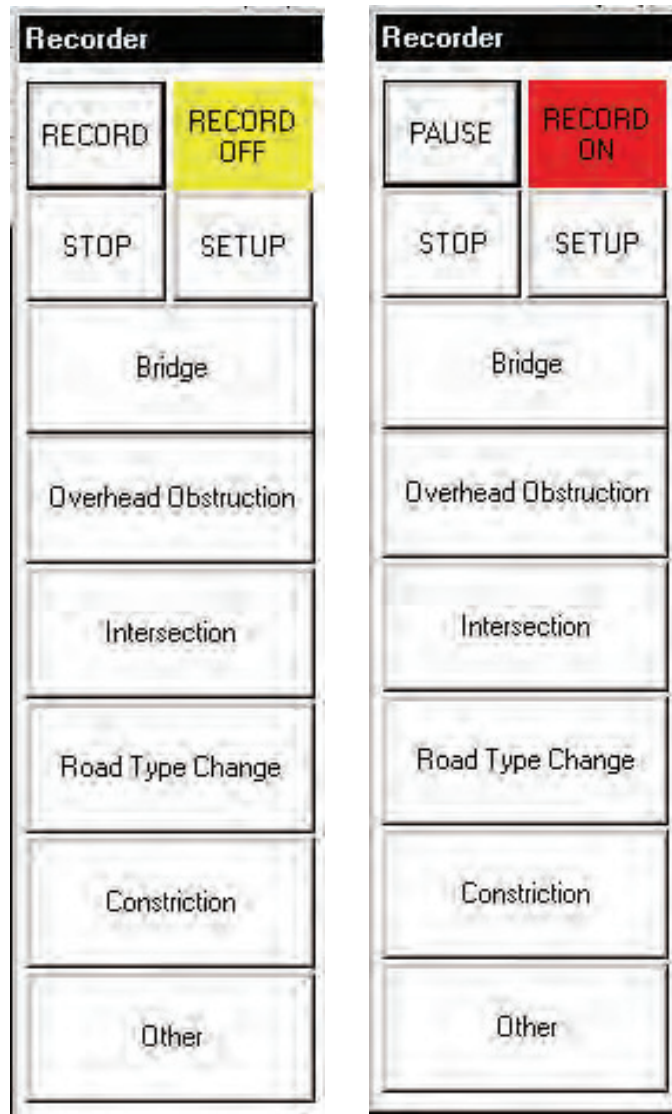 Recorder
RECORD
RECORD
OFF
STOP
SETUP
Bridge
Overhead Obstruction
Intersection
Road Type Change
Constriction
Other
Recorder
PAUSE
RECORD
ON
STOP
SETUP
Bridge
Overhead Obstruction
Intersection
Road Type Change
Constriction
Other